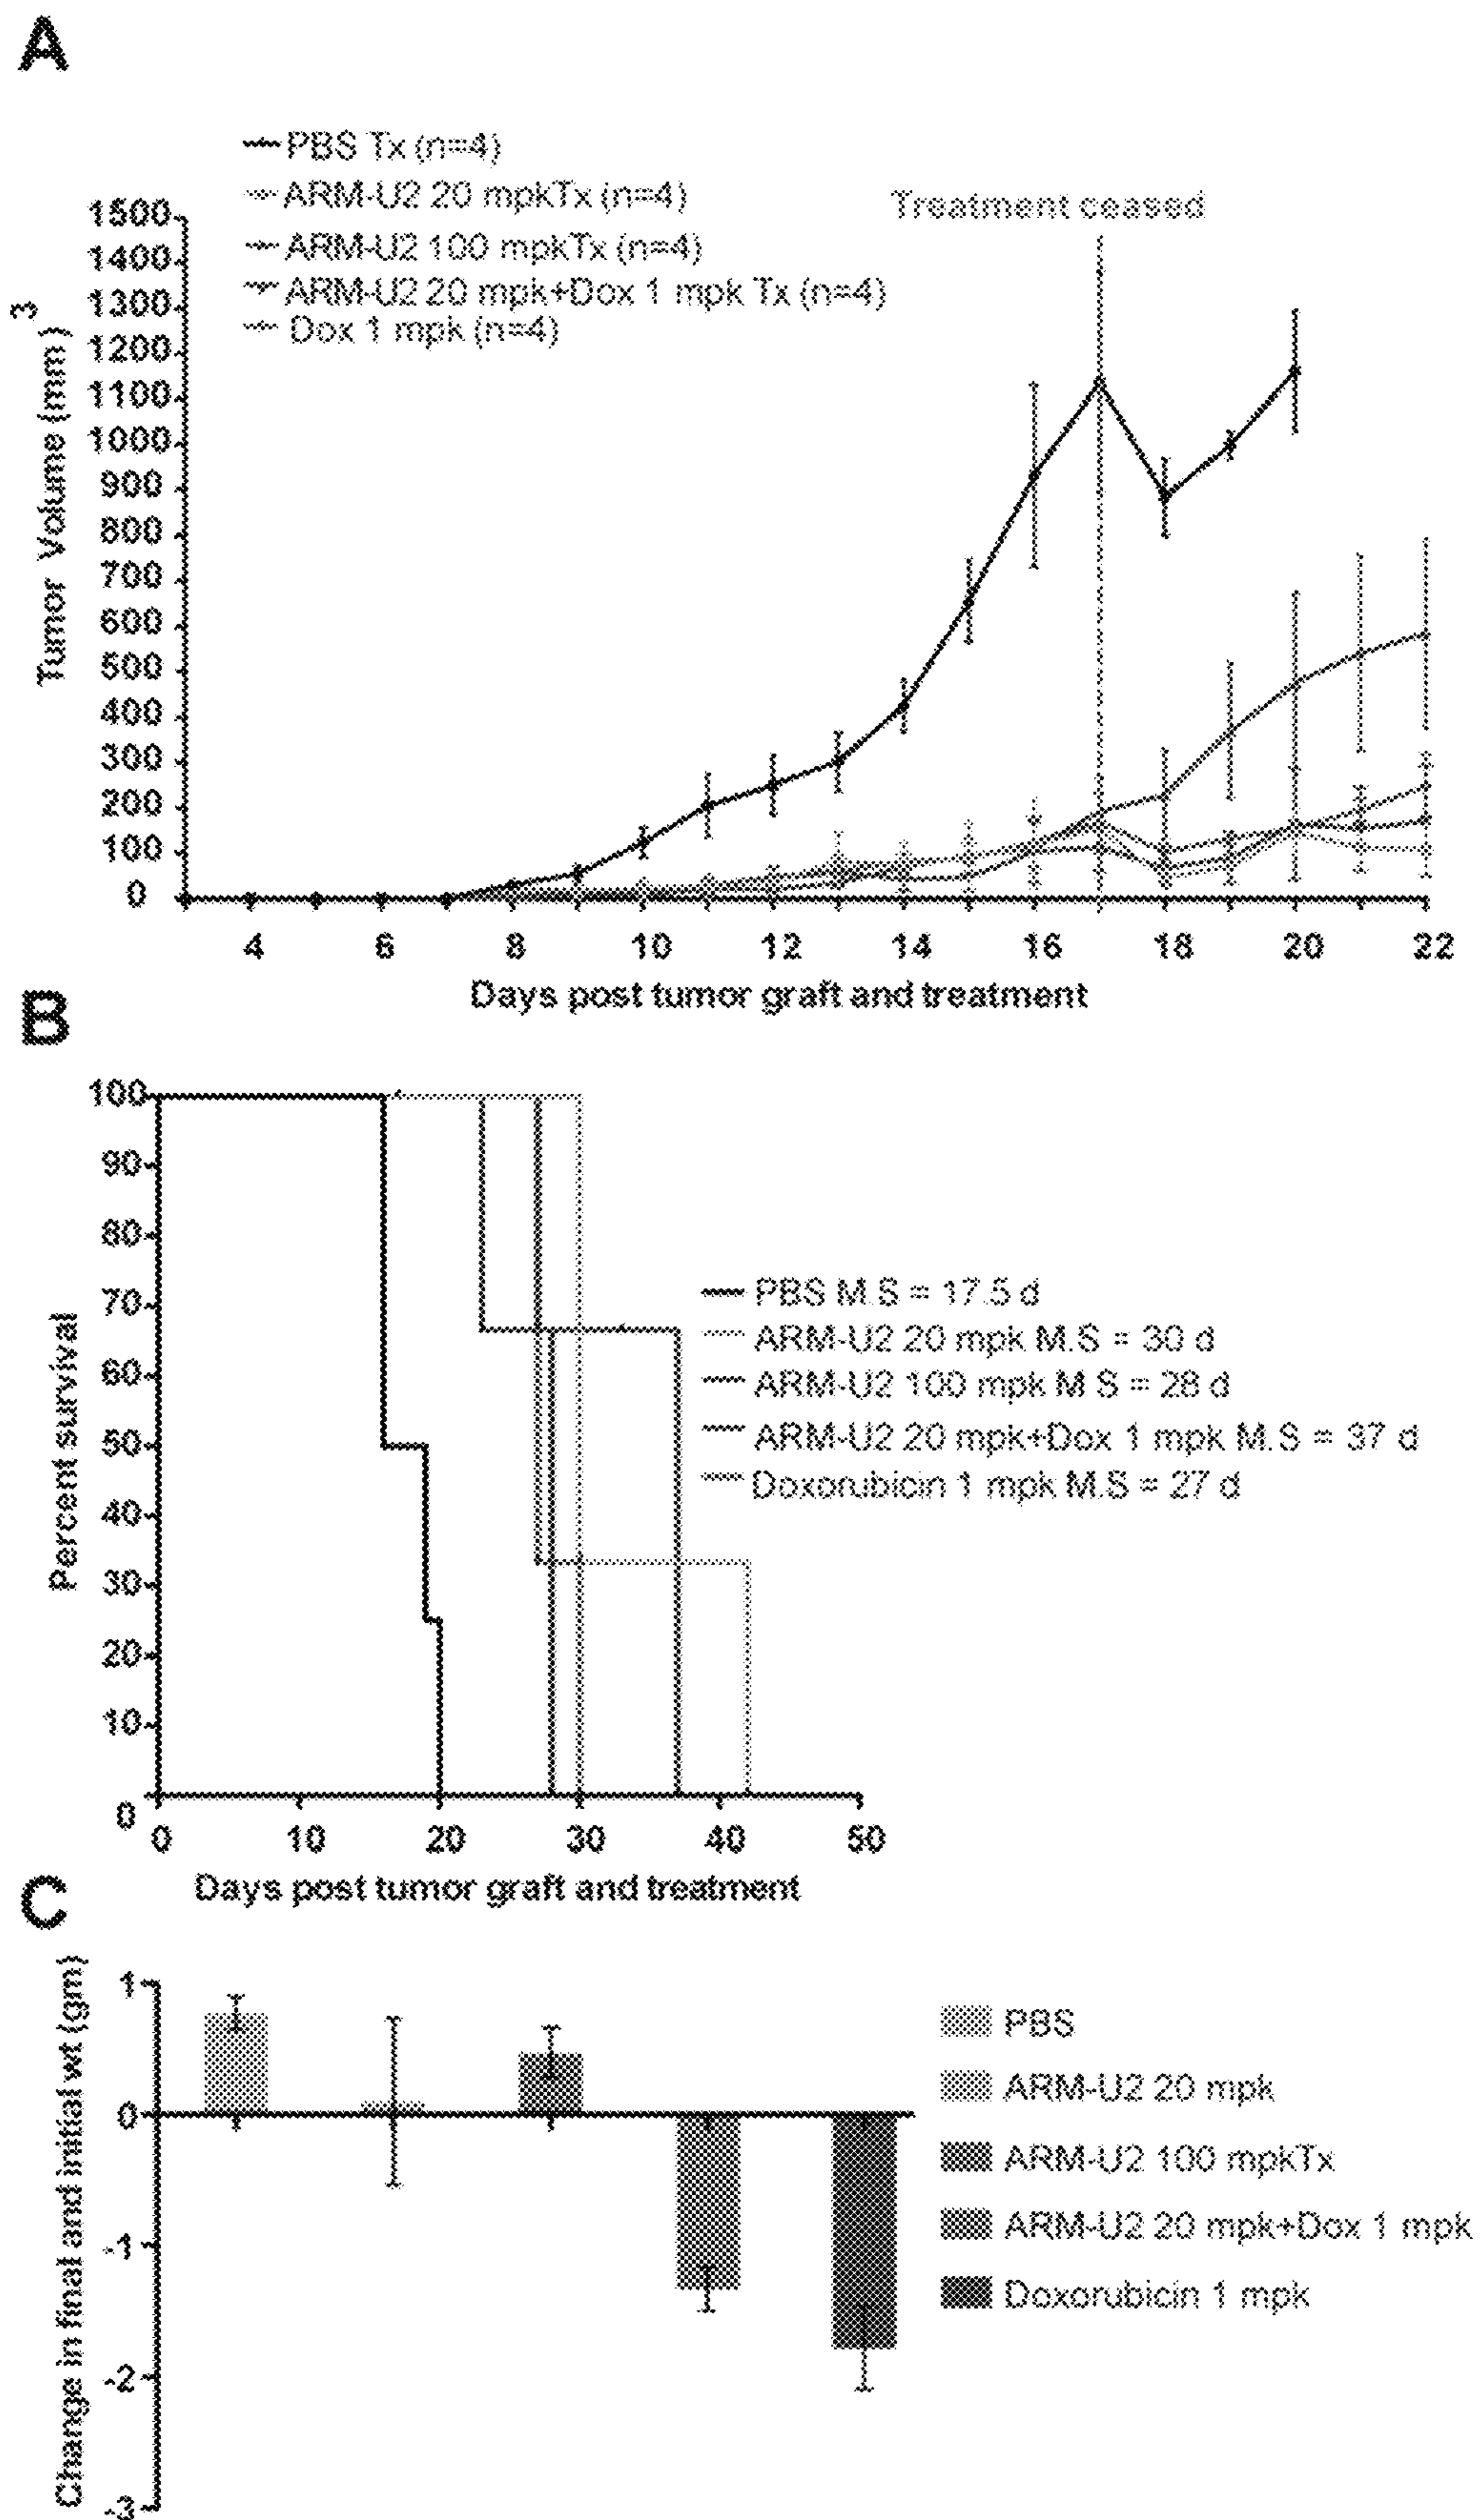 A
PBS Tx (n=4)
ARM-U2 20 mpkTx (n=4)
ARM-U2 100 mpkTx (n=4)
ARM-U2 20 mpk+Dox 1 mpk Tx (n=4)
Dox 1 mpk (n=4)
Treatment ceased
Tumor Volume (mm)3
1500
1400
1300
1200
1100
1000
900
800
700
600
500
400
300
200
100
0
4 6 8 10 12 14 16 18 20 22
Days post tumor graft and treatment
B
Percent survival
100
90
80
70
60
50
40
30
20
10
0
PBS M.S = 17.5 d
ARM-U2 20 mpk M.S = 30 d
ARM-U2 100 mpk M S = 28 d
ARM-U2 20 mpk+Dox 1 mpk M.S = 37 d
Doxorubicin 1 mpk M.S = 27 d
0 10 20 30 40 50
Days post tumor graft and treatment
C
Change in final and initial wt (gm)
1
0
-1
-2
-3
PBS
ARM-U2 20 mpk
ARM-U2 100 mpkTx
ARM-U2 20 mpk+Dox 1 mpk
Doxorubicin 1 mpk